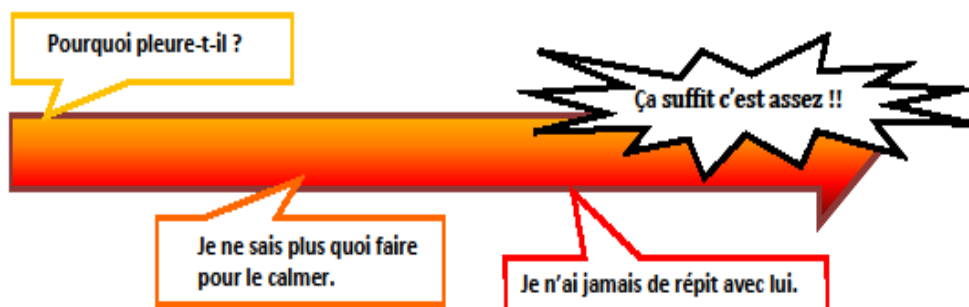 Pourquoi pleure-t-il ?
Ça suffit c'est assez !!
Je ne sais plus quoi faire
pour le calmer.
Je n'ai jamais de répit avec lui.